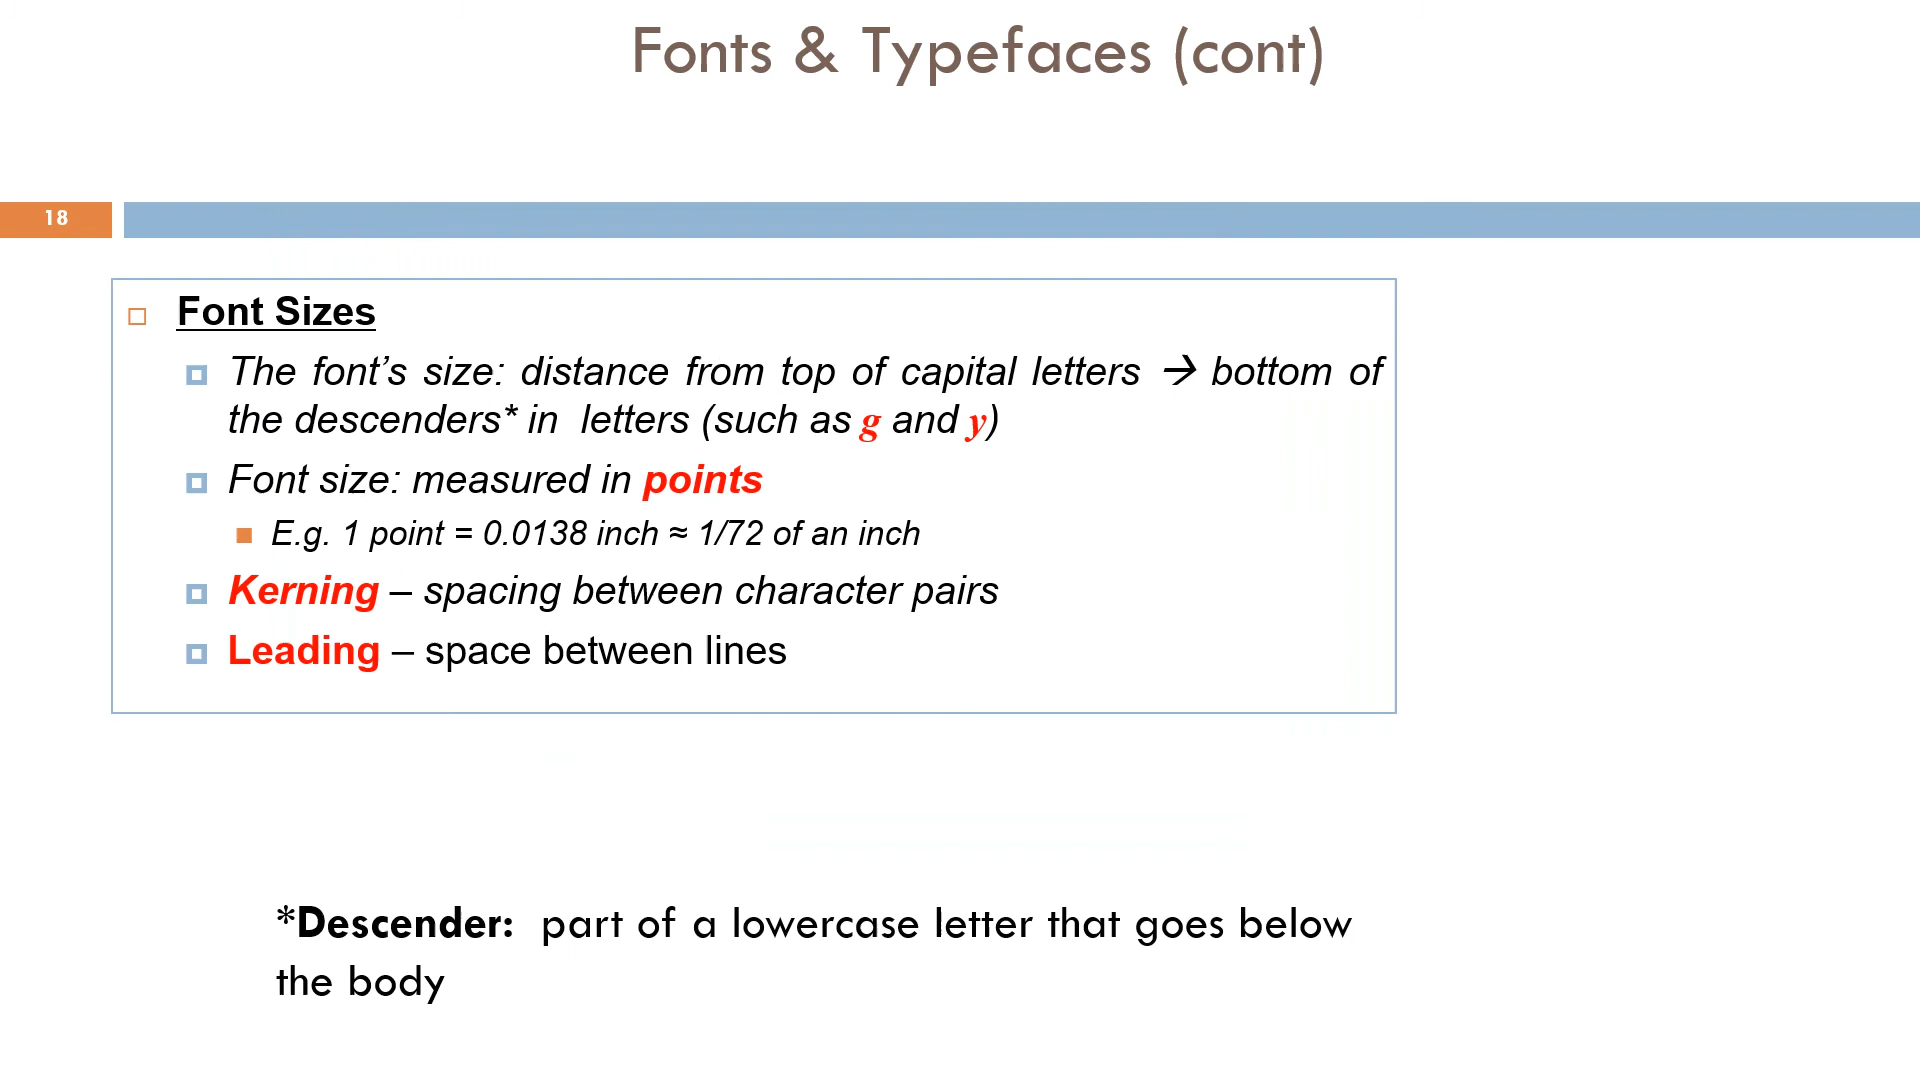 Fonts & Typefaces (cont)
18
Font Sizes
The font’s size: distance from top of capital letters → bottom of
the descenders* in  letters (such as g and y)
Font size: measured in points
E.g. 1 point = 0.0138 inch ≈ 1/72 of an inch
Kerning – spacing between character pairs
Leading – space between lines
*Descender:  part of a lowercase letter that goes below
the body